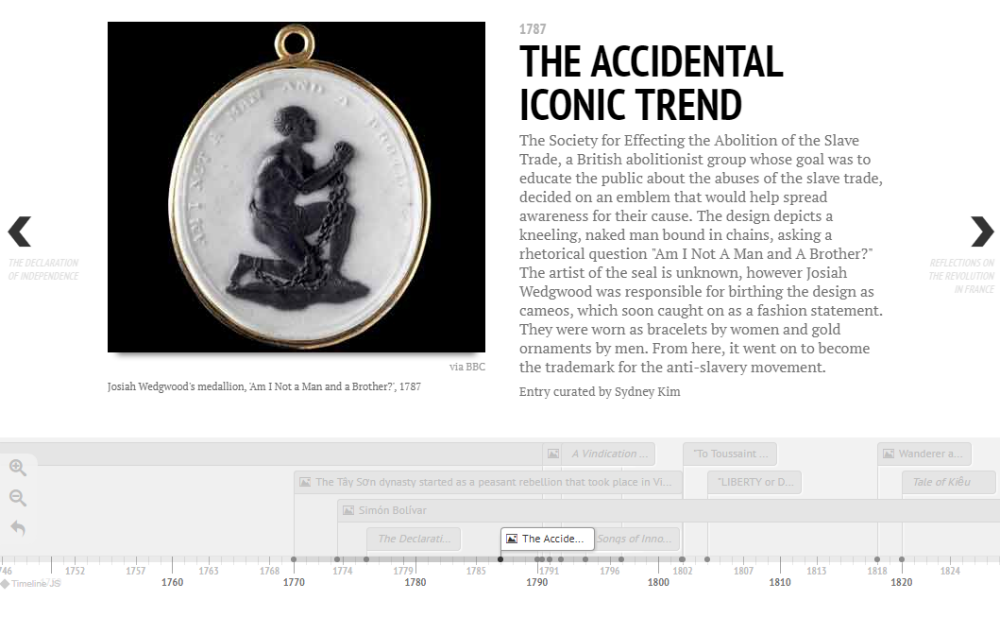 AM I NOT A MAN AND A BROTHER
1787
THE ACCIDENTAL
ICONIC TREND
The Society for Effecting the Abolition of the Slave
Trade, a British abolitionist group whose goal was to
educate the public about the abuses of the slave trade,
decided on an emblem that would help spread
awareness for their cause. The design depicts a
kneeling, naked man bound in chains, asking a
rhetorical question "Am I Not A Man and A Brother?"
The artist of the seal is unknown, however Josiah
Wedgwood was responsible for birthing the design as
cameos, which soon caught on as a fashion statement.
They were worn as bracelets by women and gold
ornaments by men. From here, it went on to become
the trademark for the anti-slavery movement.
Entry curated by Sydney Kim
via BBC
Josiah Wedgwood's medallion, 'Am I Not a Man and a Brother?', 1787
THE DECLARATION
OF INDEPENDENCE
REFLECTIONS ON
THE REVOLUTION
IN FRANCE
A Vindication ...
"To Toussaint ...
Wanderer a...
The Tây Sơn dynasty started as a peasant rebellion that took place in Vi...
"LIBERTY or D...
Tale of Kiều
Simón Bolívar
The Declarati...
The Accide...
Songs of Inno...
1752 1757 1763 1768 1774 1779 1785 1791 1796 1802 1807 1813 1818 1824
1760 1770 1780 1790 1800 1810 1820
Timeline JS